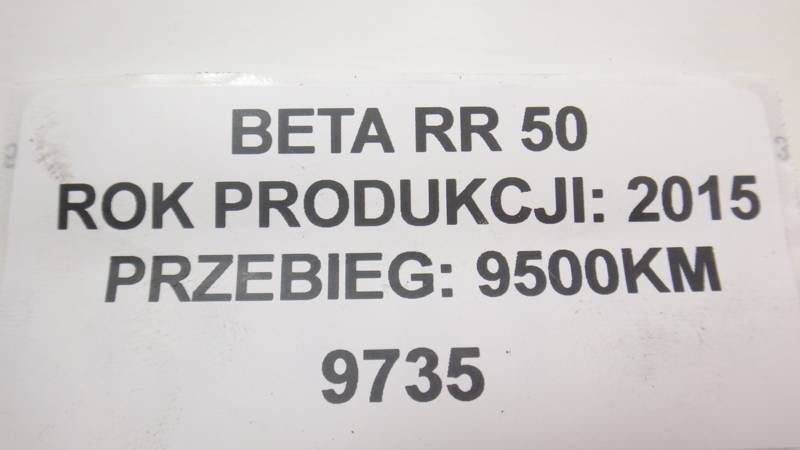 BETA RR 50
ROK PRODUKCJI: 2015
PRZEBIEG: 9500KM
9735